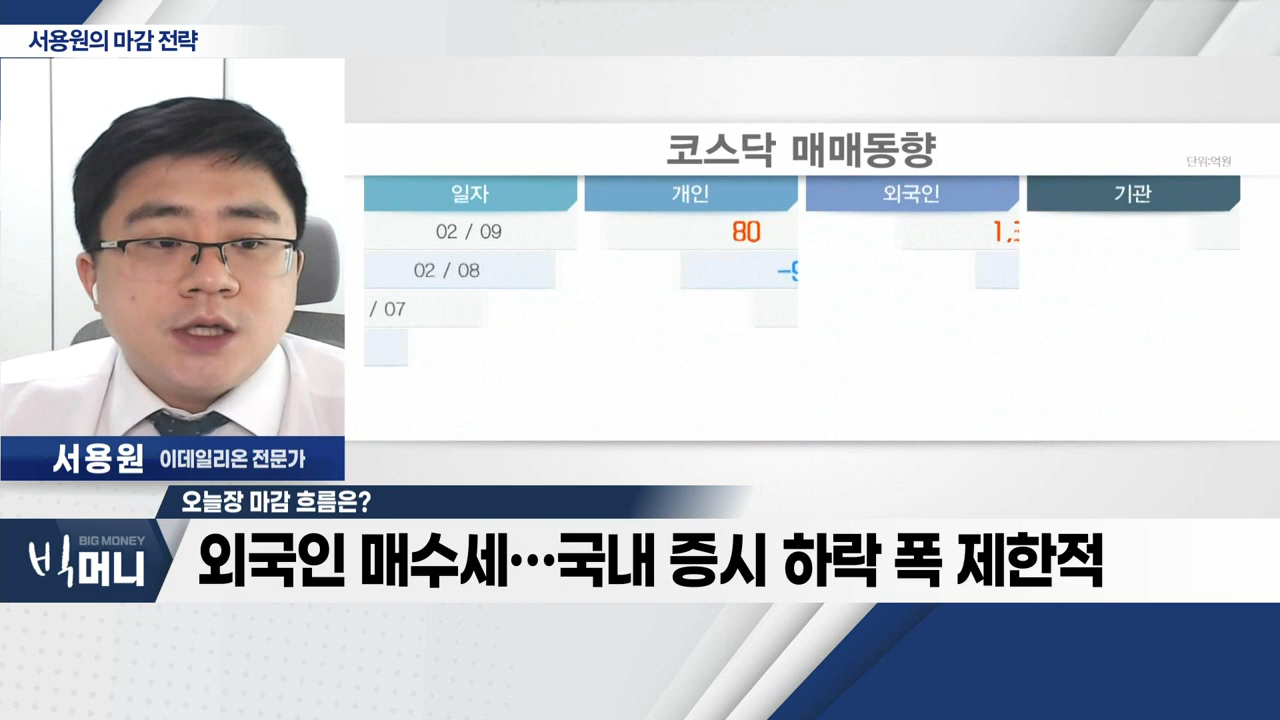 서용원의 마감 전략
코스닥 매매동향
단위:억원
일자 개인 외국인 기관
02 / 09 80
02 / 08
/ 07
서용원 이데일리온 전문가
오늘장 마감 흐름은?
BIG MONEY
빅머니
외국인 매수세…국내 증시 하락 폭 제한적